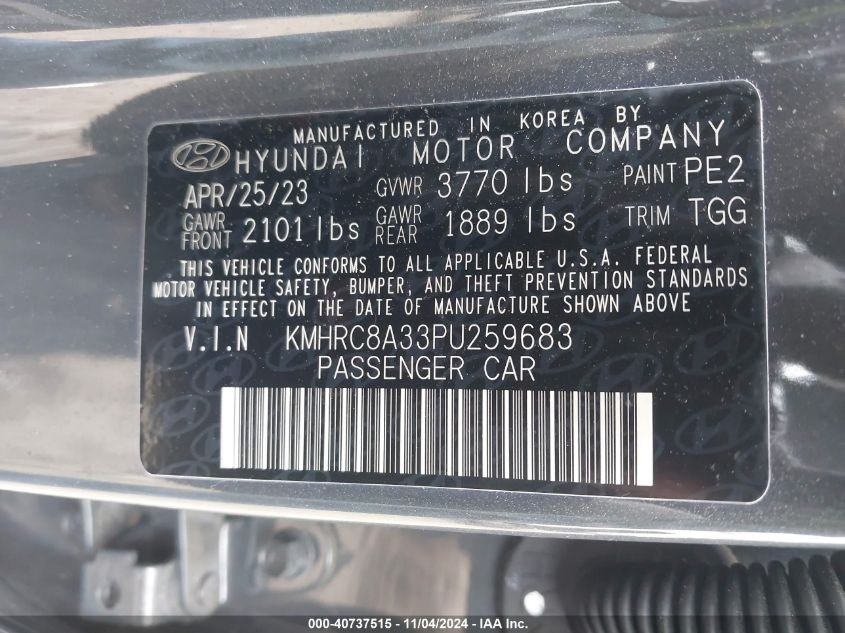 MANUFACTURED IN KOREA BY
HYUNDAI MOTOR COMPANY
APR/25/23 GVWR 3770 lbs PAINT PE2
GAWR FRONT 2101 lbs GAWR REAR 1889 lbs TRIM TGG
THIS VEHICLE CONFORMS TO ALL APPLICABLE U.S.A. FEDERAL
MOTOR VEHICLE SAFETY, BUMPER, AND THEFT PREVENTION STANDARDS
IN EFFECT ON THE DATE OF MANUFACTURE SHOWN ABOVE
V.I.N KMHRC8A33PU259683
PASSENGER CAR
000-40737515 - 11/04/2024 - IAA Inc.